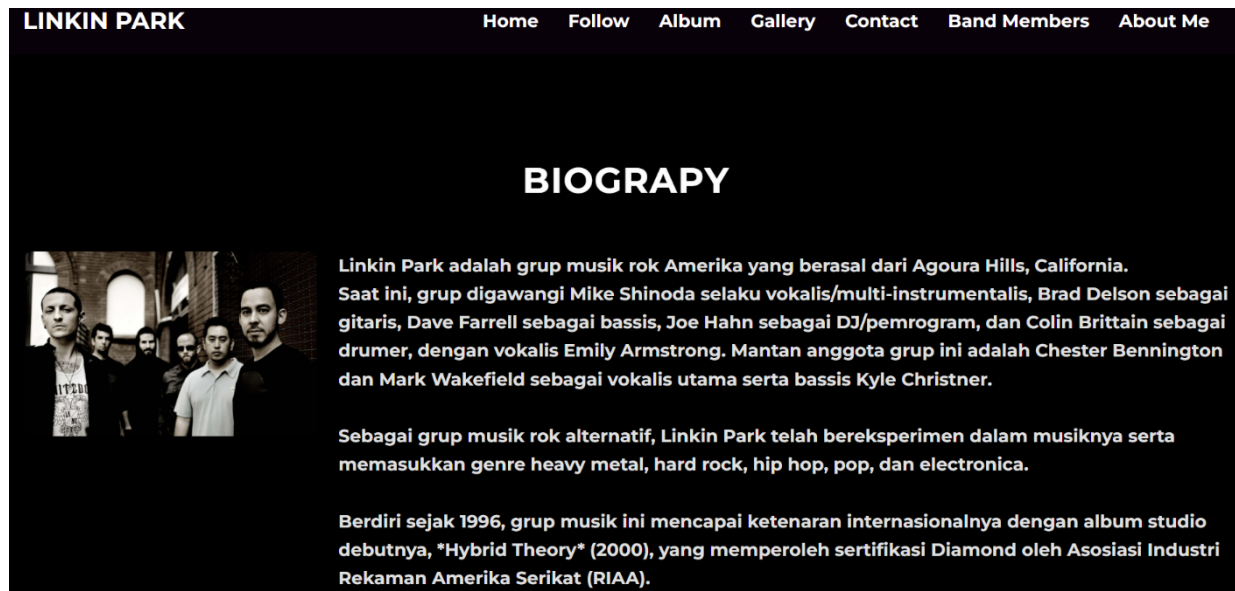 LINKIN PARK Home Follow Album Gallery Contact Band Members About Me
BIOGRAPY
Linkin Park adalah grup musik rok Amerika yang berasal dari Agoura Hills, California.
Saat ini, grup digawangi Mike Shinoda selaku vokalis/multi-instrumentalis, Brad Delson sebagai
gitaris, Dave Farrell sebagai bassis, Joe Hahn sebagai DJ/pemrogram, dan Colin Brittain sebagai
drumer, dengan vokalis Emily Armstrong. Mantan anggota grup ini adalah Chester Bennington
dan Mark Wakefield sebagai vokalis utama serta bassis Kyle Christner.
Sebagai grup musik rok alternatif, Linkin Park telah bereksperimen dalam musiknya serta
memasukkan genre heavy metal, hard rock, hip hop, pop, dan electronica.
Berdiri sejak 1996, grup musik ini mencapai ketenaran internasionalnya dengan album studio
debutnya, *Hybrid Theory* (2000), yang memperoleh sertifikasi Diamond oleh Asosiasi Industri
Rekaman Amerika Serikat (RIAA).